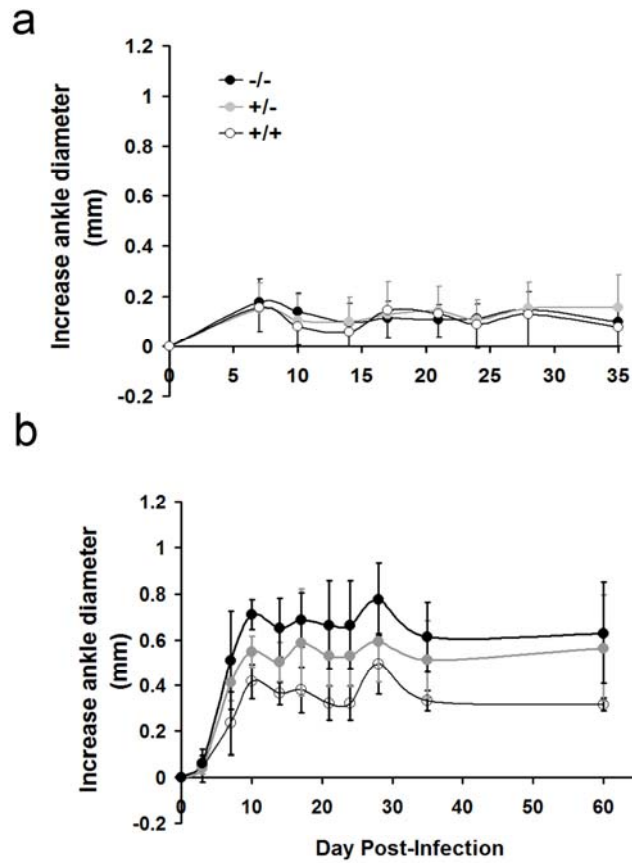 a
Increase ankle diameter
(mm)
1.2
1
0.8
0.6
0.4
0.2
0
-0.2
-/-
+/-
+/+
0 5 10 15 20 25 30 35
b
Increase ankle diameter
(mm)
1.2
1
0.8
0.6
0.4
0.2
0
-0.2
0 10 20 30 40 50 60
Day Post-Infection